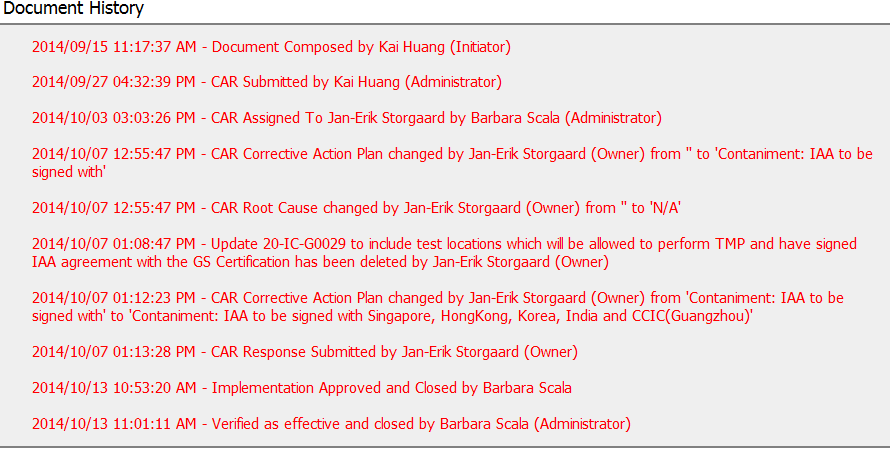 Document History
2014/09/15 11:17:37 AM - Document Composed by Kai Huang (Initiator)
2014/09/27 04:32:39 PM - CAR Submitted by Kai Huang (Administrator)
2014/10/03 03:03:26 PM - CAR Assigned To Jan-Erik Storgaard by Barbara Scala (Administrator)
2014/10/07 12:55:47 PM - CAR Corrective Action Plan changed by Jan-Erik Storgaard (Owner) from '' to 'Contaniment: IAA to be
signed with'
2014/10/07 12:55:47 PM - CAR Root Cause changed by Jan-Erik Storgaard (Owner) from '' to 'N/A'
2014/10/07 01:08:47 PM - Update 20-IC-G0029 to include test locations which will be allowed to perform TMP and have signed
IAA agreement with the GS Certification has been deleted by Jan-Erik Storgaard (Owner)
2014/10/07 01:12:23 PM - CAR Corrective Action Plan changed by Jan-Erik Storgaard (Owner) from 'Contaniment: IAA to be
signed with' to 'Contaniment: IAA to be signed with Singapore, HongKong, Korea, India and CCIC(Guangzhou)'
2014/10/07 01:13:28 PM - CAR Response Submitted by Jan-Erik Storgaard (Owner)
2014/10/13 10:53:20 AM - Implementation Approved and Closed by Barbara Scala
2014/10/13 11:01:11 AM - Verified as effective and closed by Barbara Scala (Administrator)